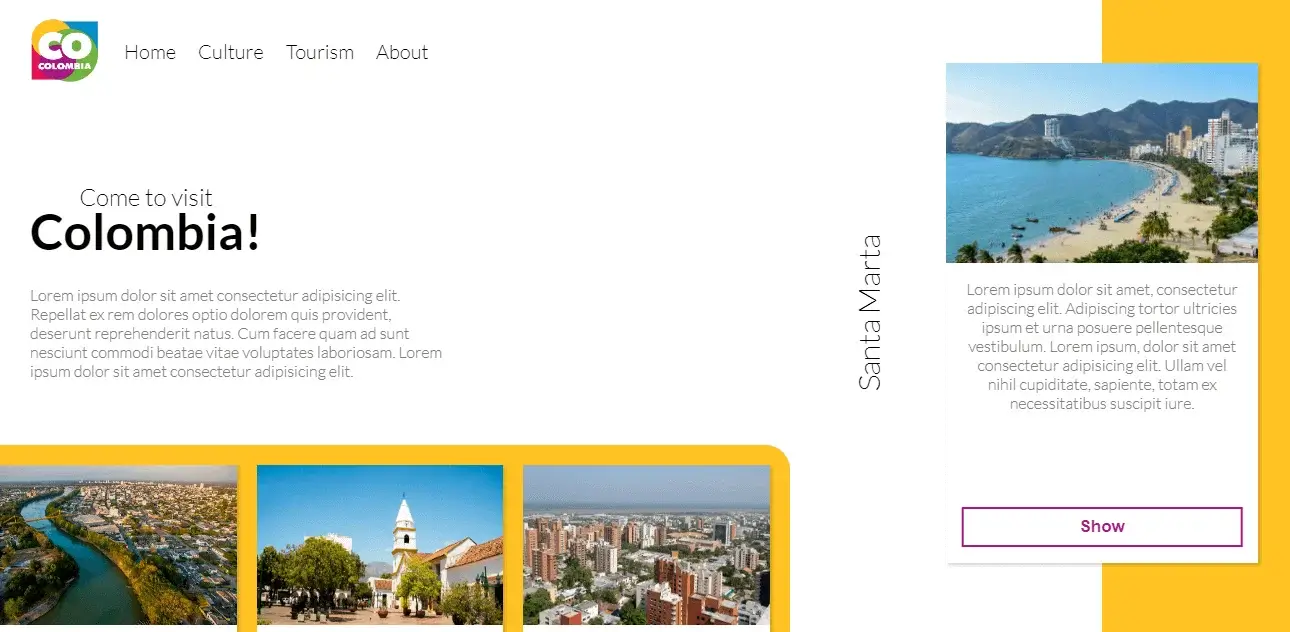 CO
COLOMBIA
Home Culture Tourism About
Come to visit
Colombia!
Lorem ipsum dolor sit amet consectetur adipisicing elit.
Repellat ex rem dolores optio dolorem quis provident,
deserunt reprehenderit natus. Cum facere quam ad sunt
nesciunt commodi beatae vitae voluptates laboriosam. Lorem
ipsum dolor sit amet consectetur adipisicing elit.
Santa Marta
Lorem ipsum dolor sit amet, consectetur
adipiscing elit. Adipiscing tortor ultricies
ipsum et urna posuere pellentesque
vestibulum. Lorem ipsum, dolor sit amet
consectetur adipisicing elit. Ullam vel
nihil cupiditate, sapiente, totam ex
necessitatibus suscipit iure.
Show